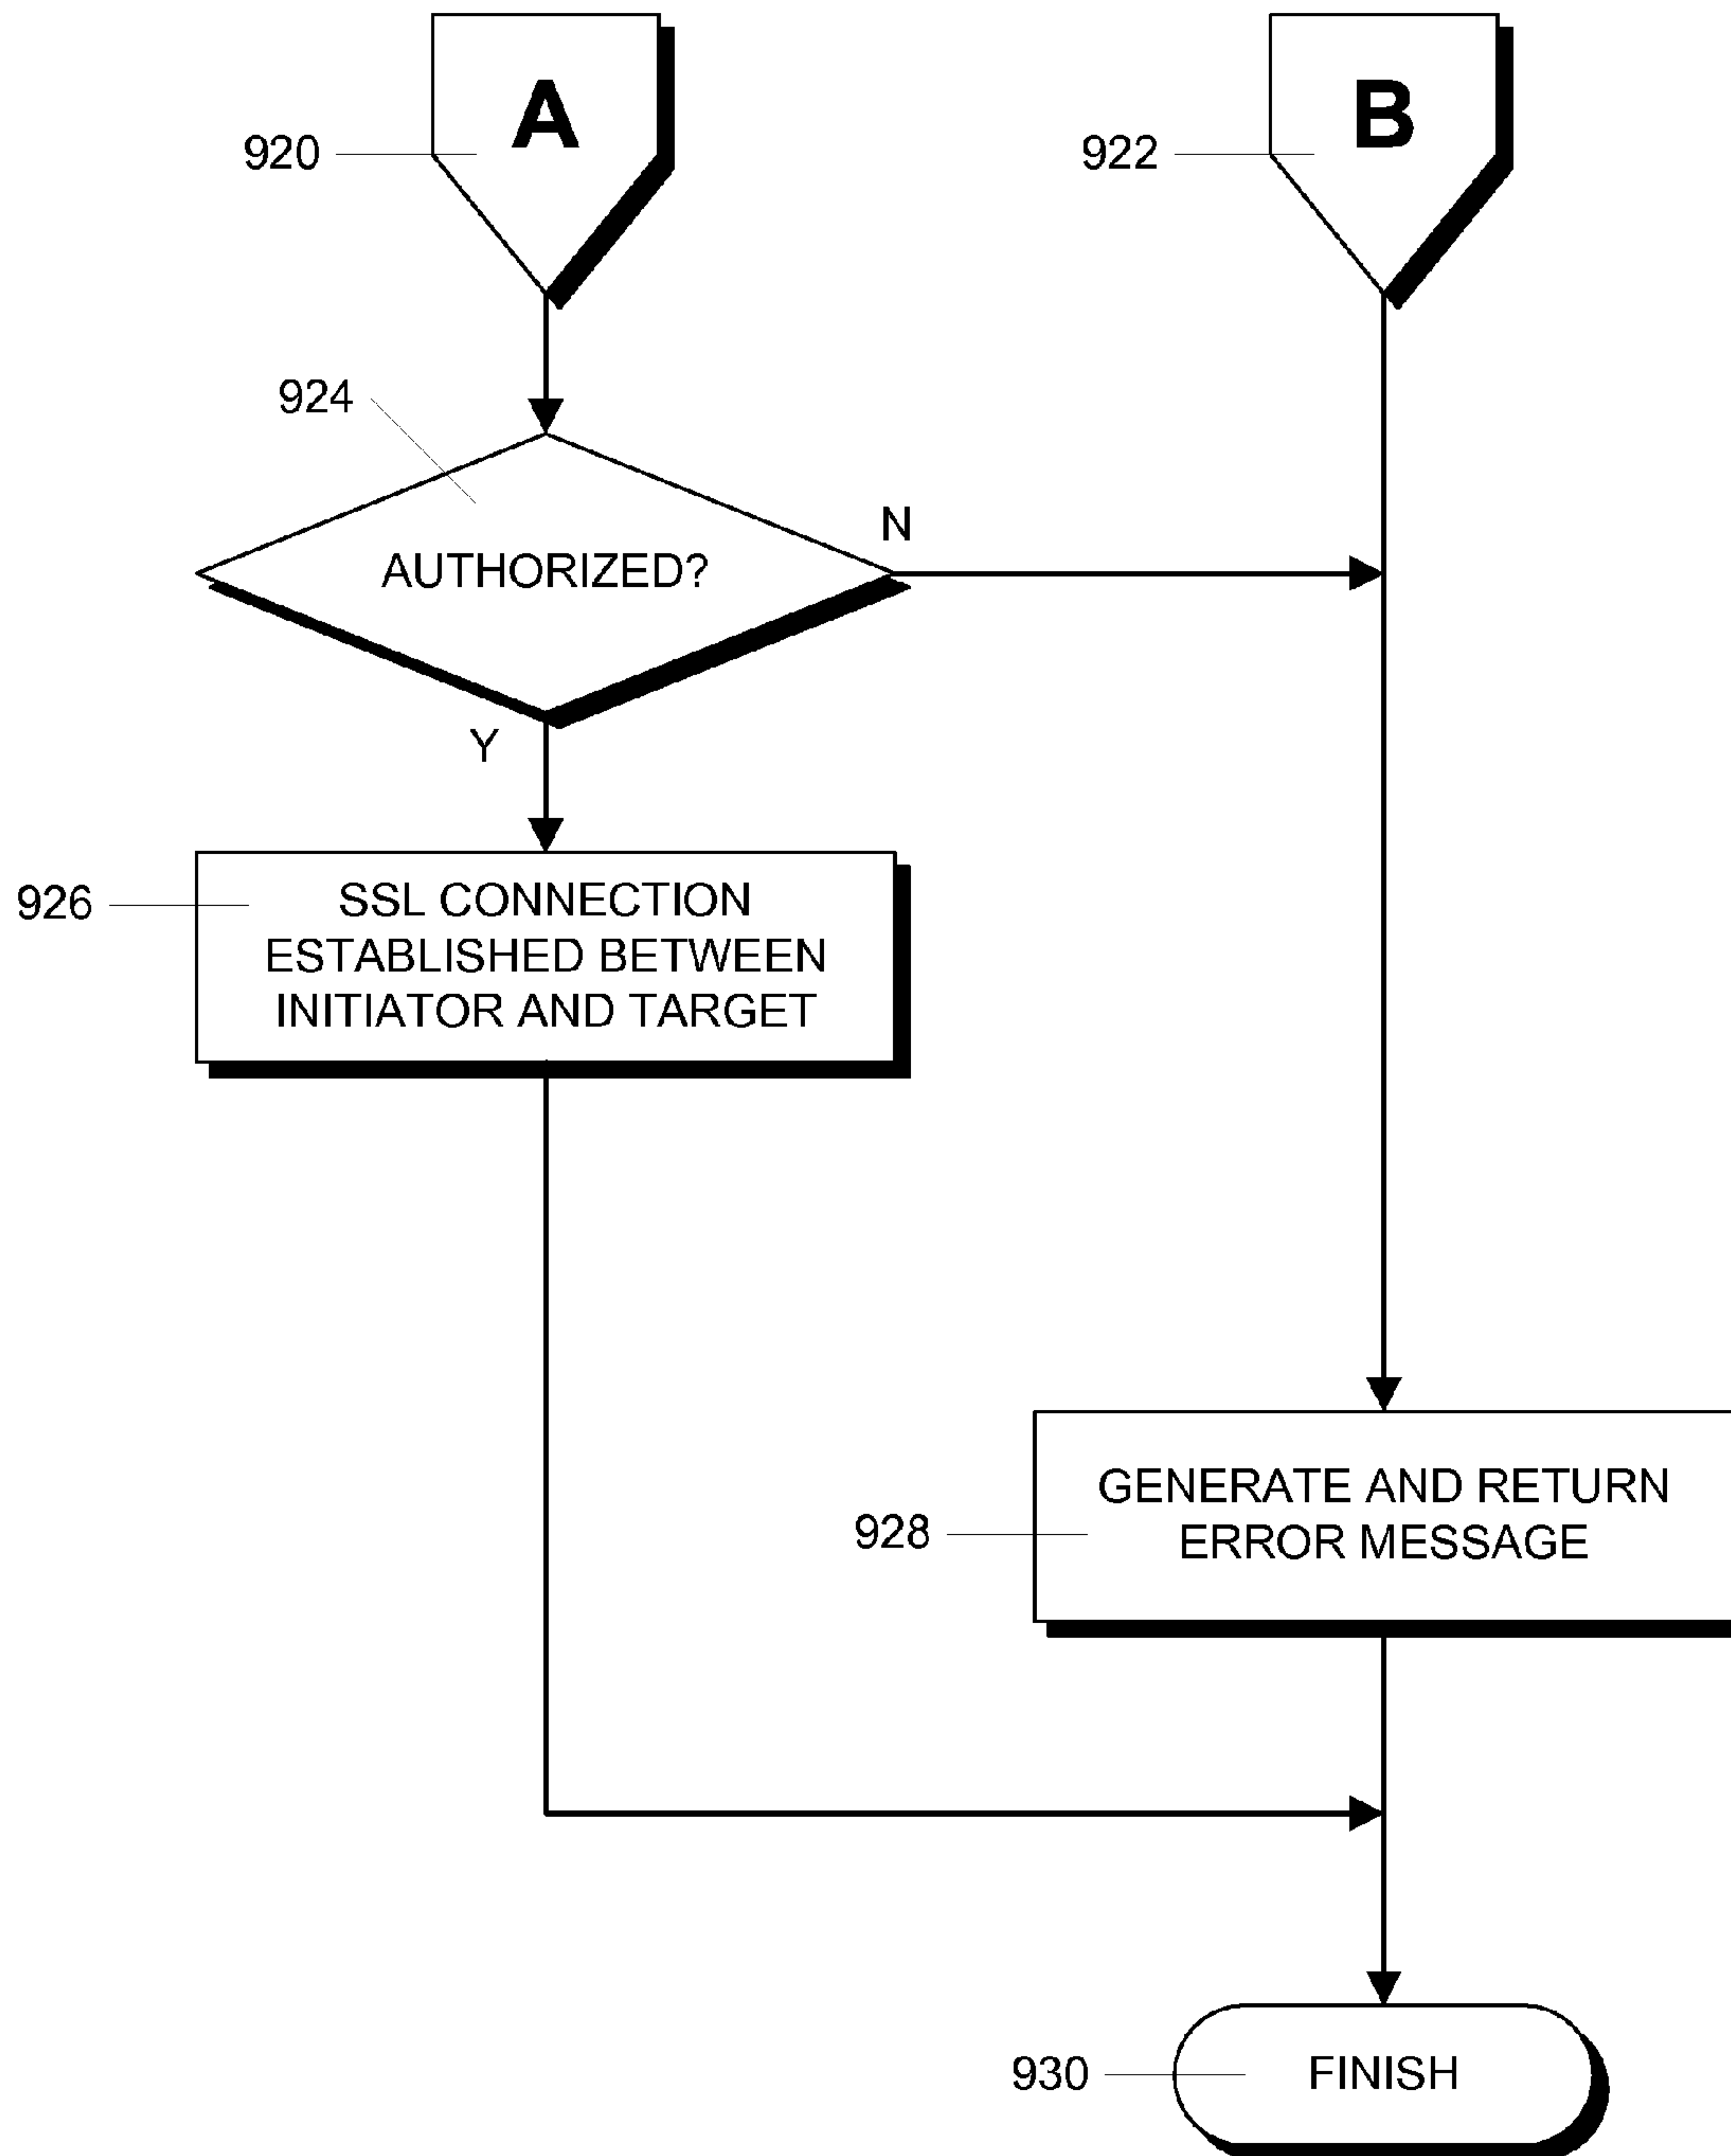 A
B
920
922
924
N
AUTHORIZED?
Y
926
SSL CONNECTION
ESTABLISHED BETWEEN
INITIATOR AND TARGET
GENERATE AND RETURN
ERROR MESSAGE
928
930
FINISH